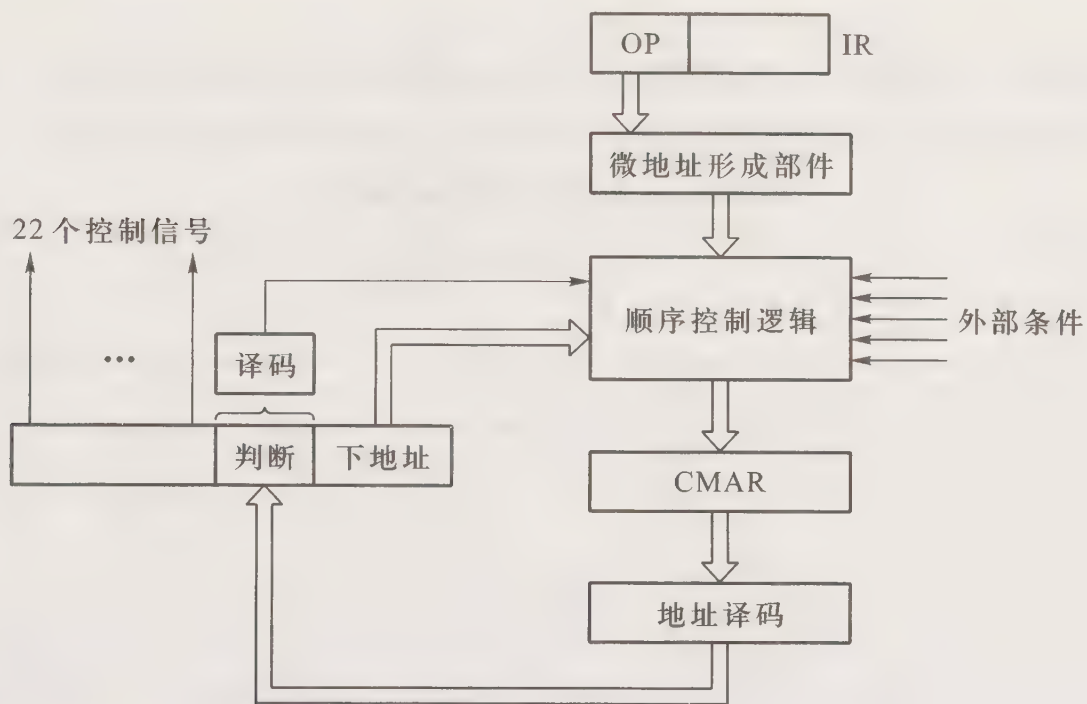 OP
IR
微地址形成部件
22个控制信号
顺序控制逻辑
外部条件
…
译码
判断
下地址
CMAR
地址译码